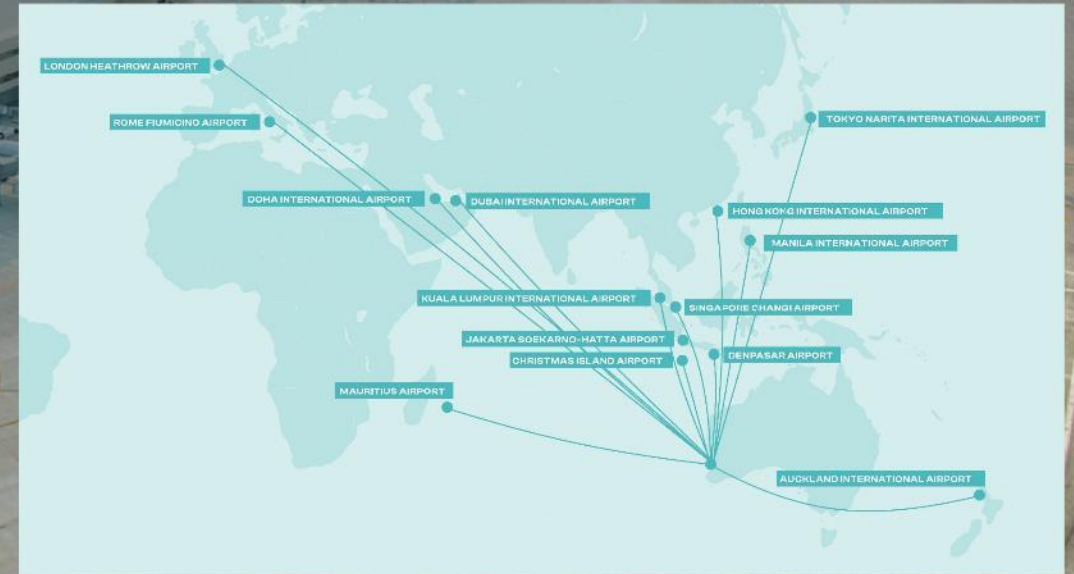 LONDON HEATHROW AIRPORT
ROME FIUMICINO AIRPORT
TOKYO NARITA INTERNATIONAL AIRPORT
DOHA INTERNATIONAL AIRPORT
DUBAI INTERNATIONAL AIRPORT
HONG KONG INTERNATIONAL AIRPORT
MANILA INTERNATIONAL AIRPORT
KUALA LUMPUR INTERNATIONAL AIRPORT
SINGAPORE CHANGI AIRPORT
JAKARTA SOEKARNO-HATTA AIRPORT
CHRISTMAS ISLAND AIRPORT
DENPASAR AIRPORT
MAURITIUS AIRPORT
AUCKLAND INTERNATIONAL AIRPORT